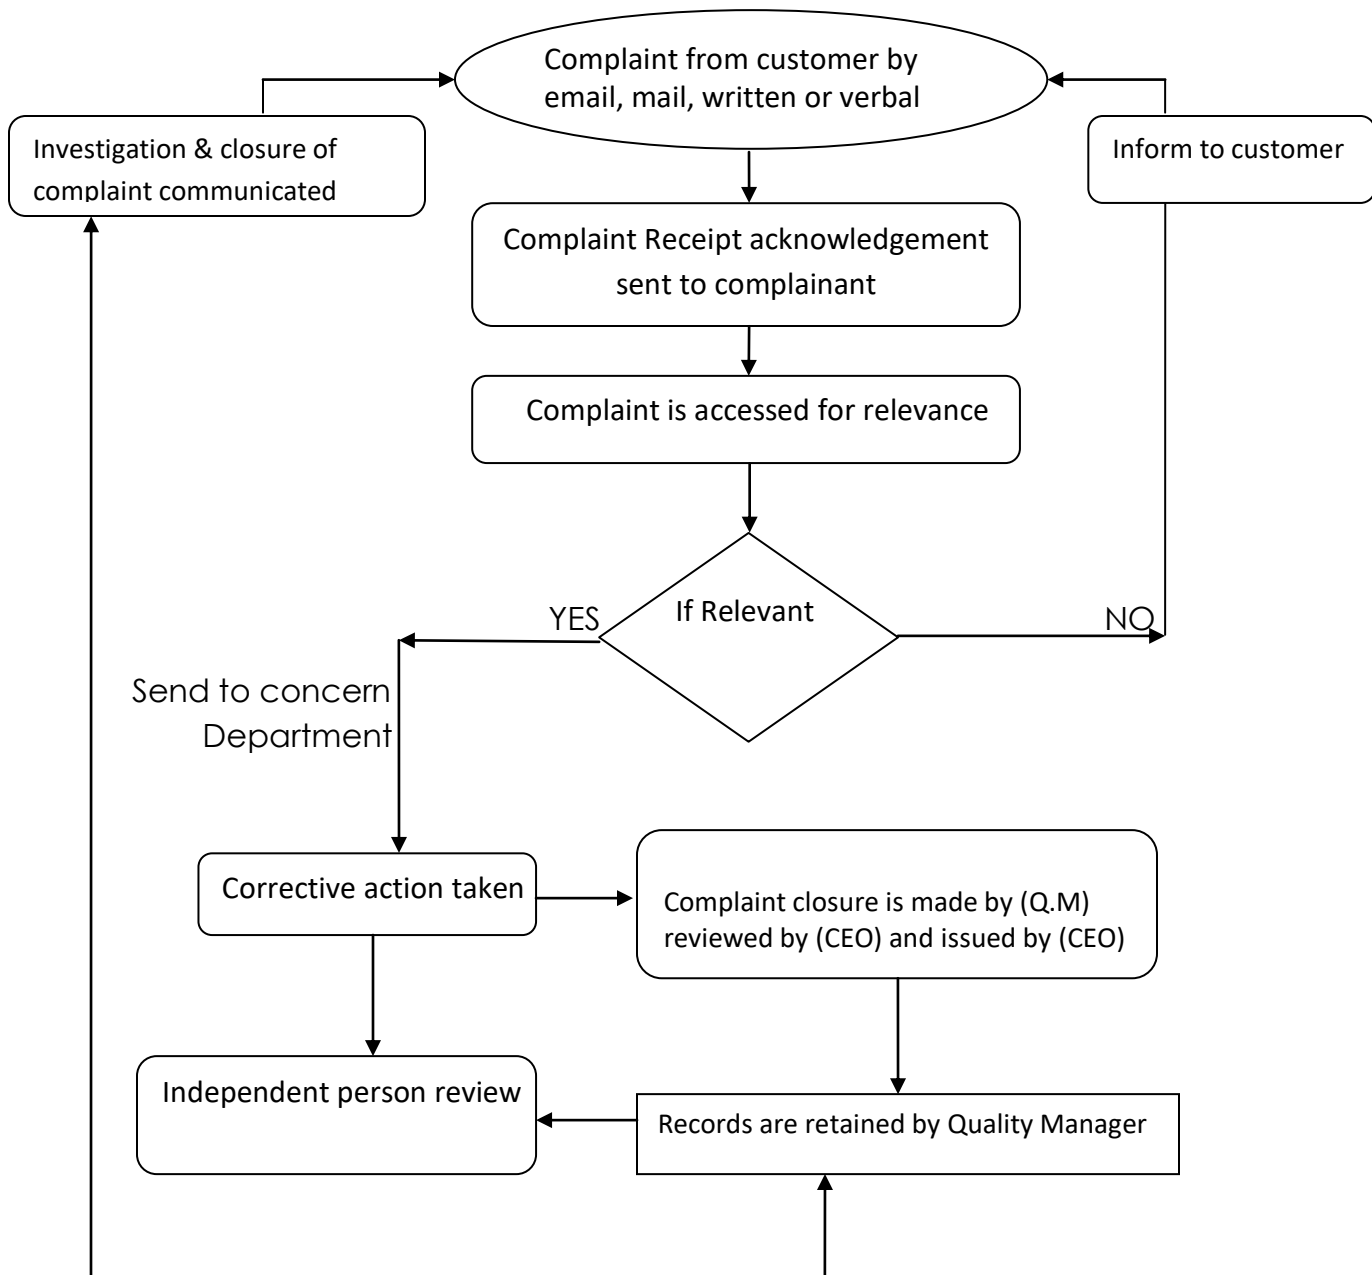 Complaint from customer by
email, mail, written or verbal
Investigation & closure of
complaint communicated
Inform to customer
Complaint Receipt acknowledgement
sent to complainant
Complaint is accessed for relevance
If Relevant
YES
NO
Send to concern
Department
Corrective action taken
Complaint closure is made by (Q.M)
reviewed by (CEO) and issued by (CEO)
Independent person review
Records are retained by Quality Manager